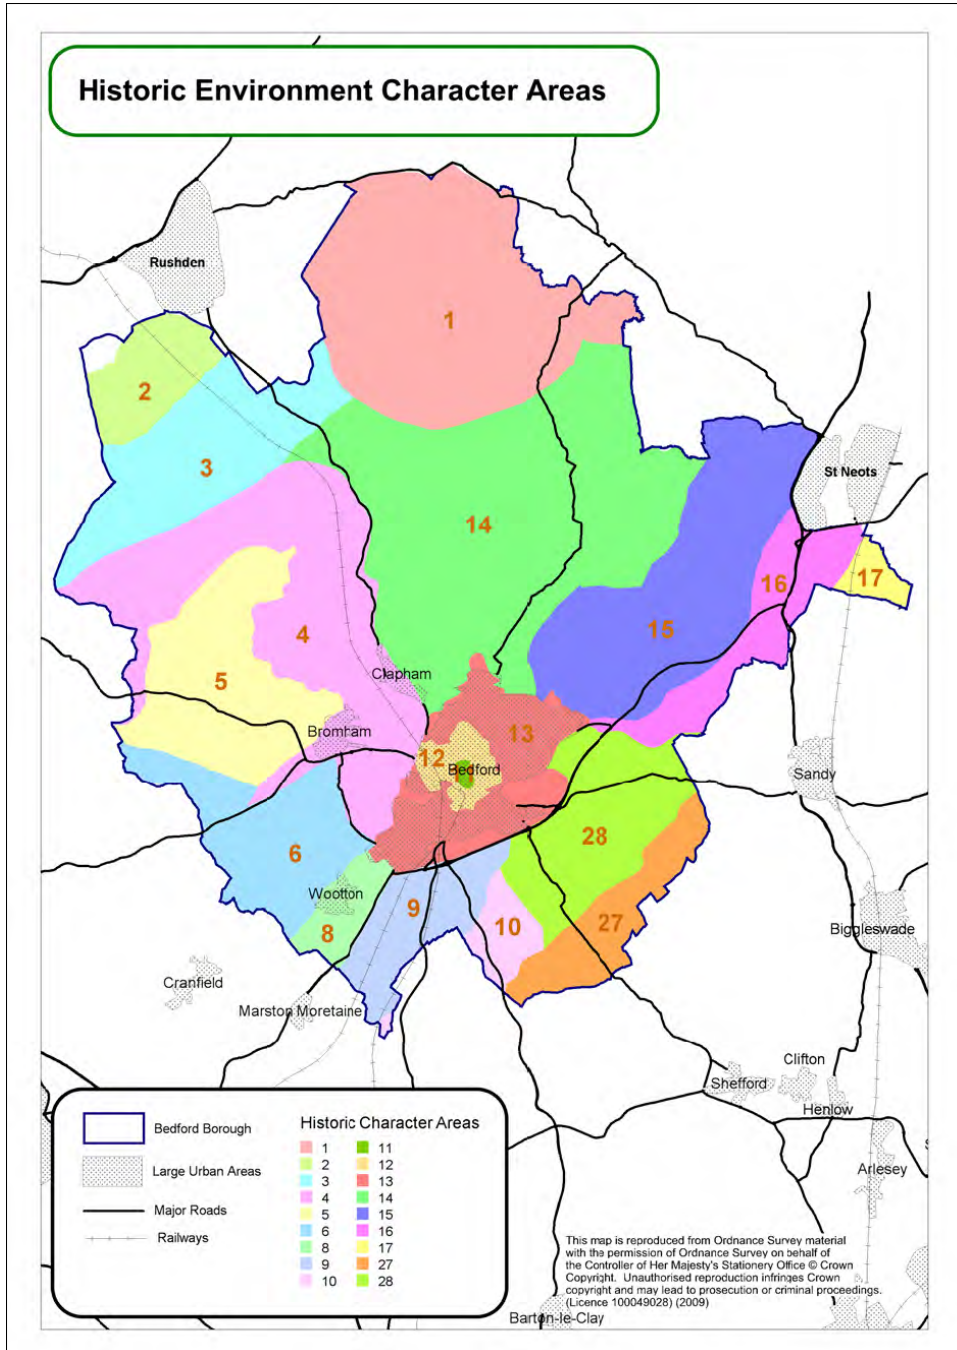 Historic Environment Character Areas
Rushden
1
2
3
St Neots
14
17
16
15
4
5
Clapham
13
Bromham
12
Bedford
11
Sandy
28
6
Wootton
9
27
10
8
Biggleswade
Cranfield
Marston Moretaine
Clifton
Shefford
Henlow
Arlesey
Bedford Borough
Large Urban Areas
Major Roads
Railways
Historic Character Areas
1 11
2 12
3 13
4 14
5 15
6 16
8 17
9 27
10 28
This map is reproduced from Ordnance Survey material
with the permission of Ordnance Survey on behalf of
the Controller of Her Majesty's Stationery Office © Crown
Copyright. Unauthorised reproduction infringes Crown
copyright and may lead to prosecution or criminal proceedings.
(Licence 100049028) (2009)
Barton-le-Clay